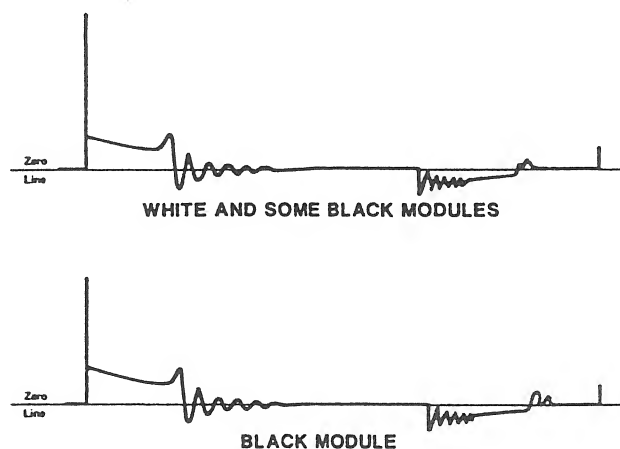 Zero
Line
WHITE AND SOME BLACK MODULES
Zero
Line
BLACK MODULE